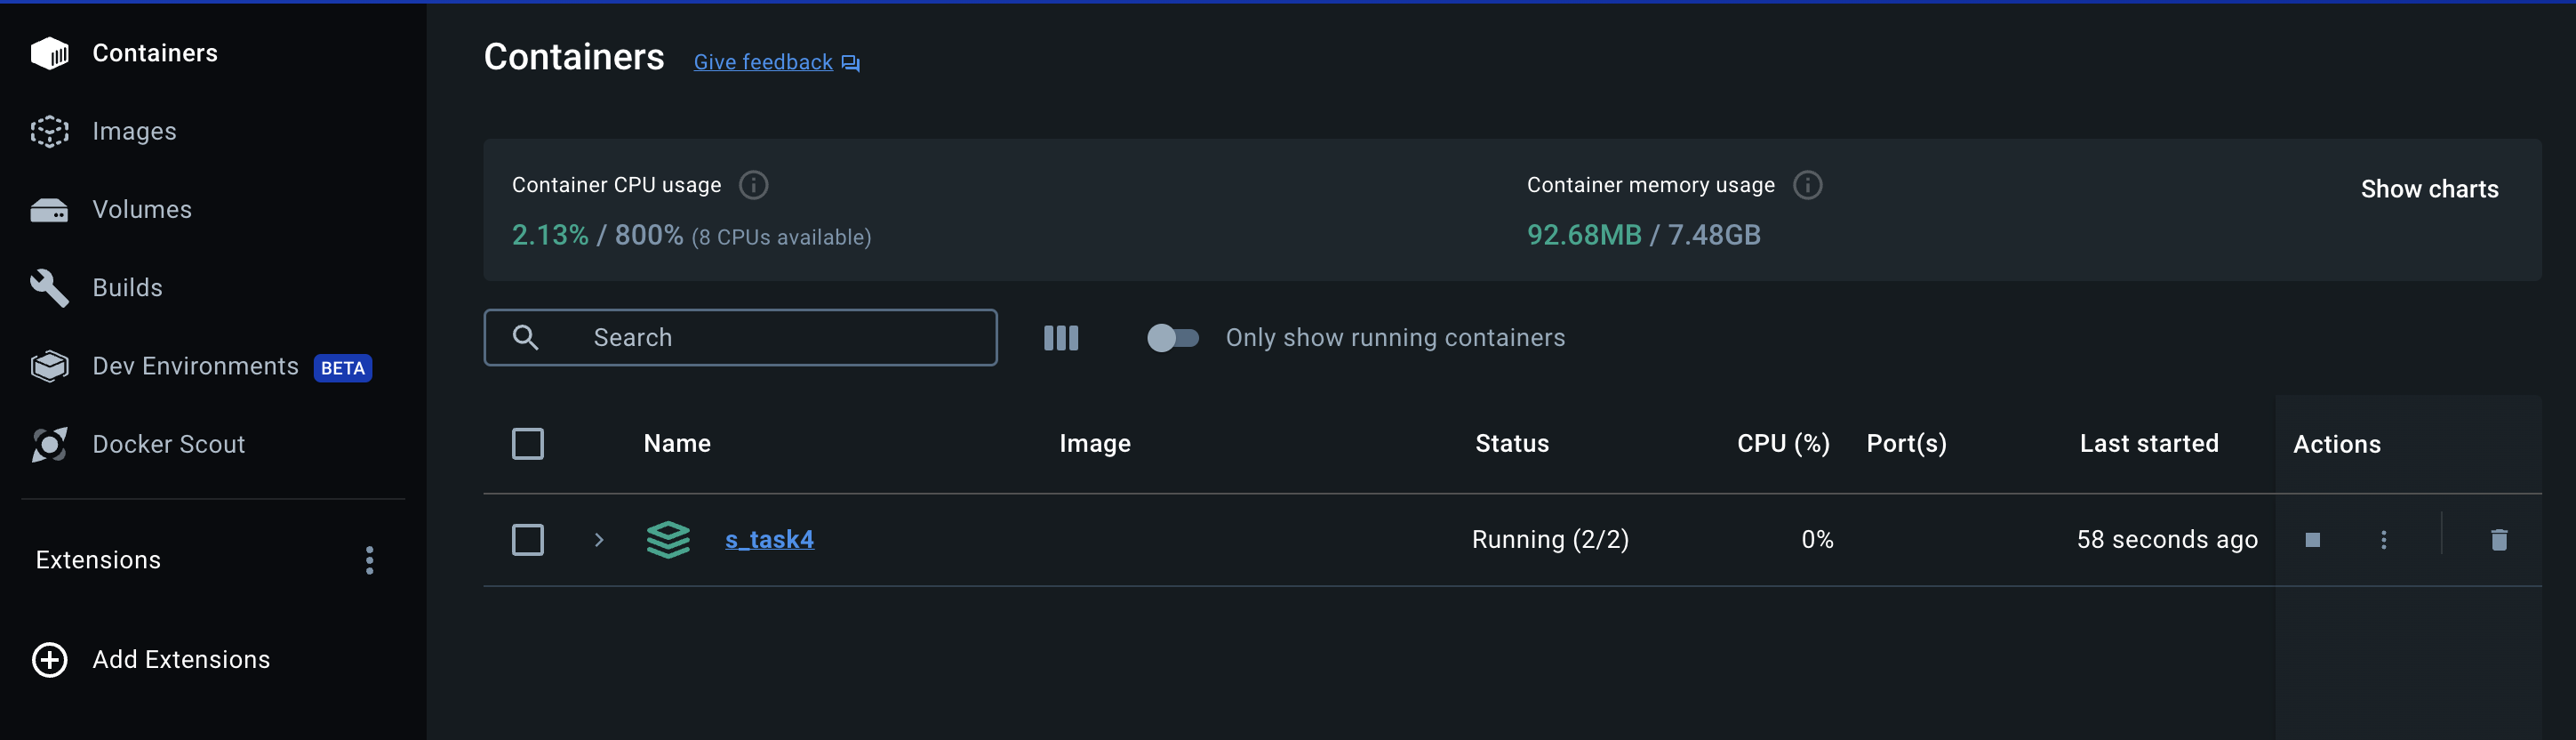 Containers
Images
Volumes
Builds
Dev Environments BETA
Docker Scout
Extensions
Add Extensions
Containers Give feedback
Container CPU usage
2.13% / 800% (8 CPUs available)
Container memory usage
92.68MB / 7.48GB
Show charts
Search
Only show running containers
Name Image Status CPU (%) Port(s) Last started Actions
s_task4 Running (2/2) 0% 58 seconds ago